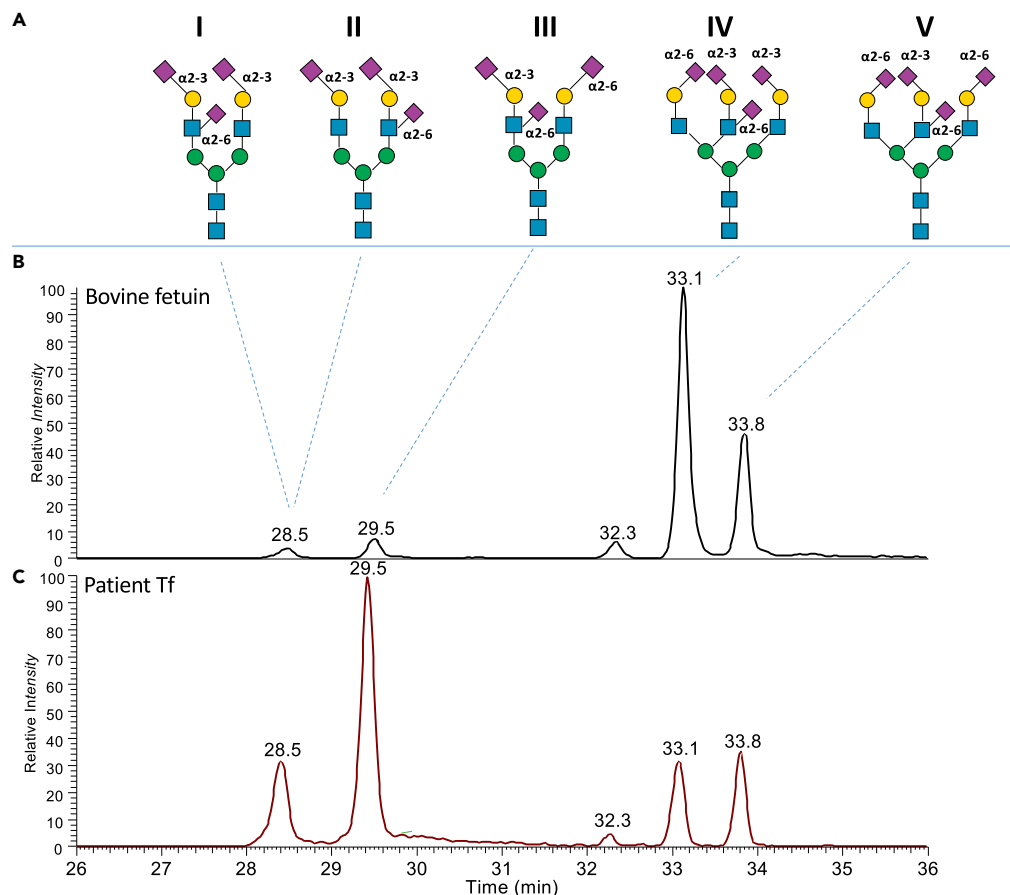 A
I II III IV V
α2-3 α2-3 α2-6
α2-3 α2-3 α2-6
α2-3 α2-6 α2-6
α2-6 α2-3 α2-3 α2-6
α2-6 α2-3 α2-6 α2-6
B
Bovine fetuin
Relative Intensity
100
90
80
70
60
50
40
30
20
10
0
28.5 29.5 32.3 33.1 33.8
C
Patient Tf
Relative Intensity
100
90
80
70
60
50
40
30
20
10
0
28.5 29.5 32.3 33.1 33.8
26 27 28 29 30 31 32 33 34 35 36
Time (min)